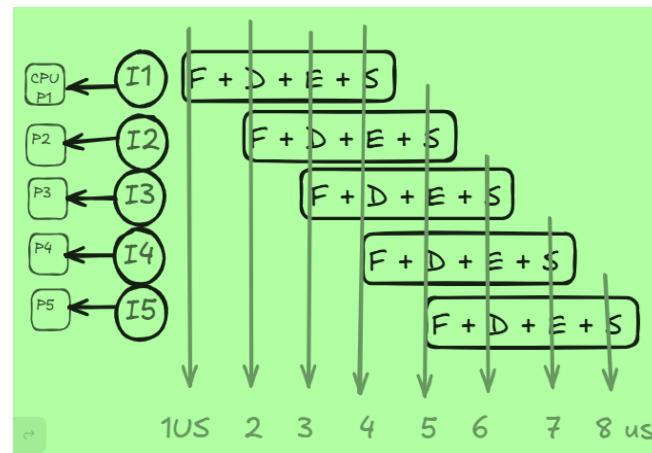 CPU P1 I1 F + D + E + S
P2 I2 F + D + E + S
P3 I3 F + D + E + S
P4 I4 F + D + E + S
P5 I5 F + D + E + S
1US 2 3 4 5 6 7 8 us